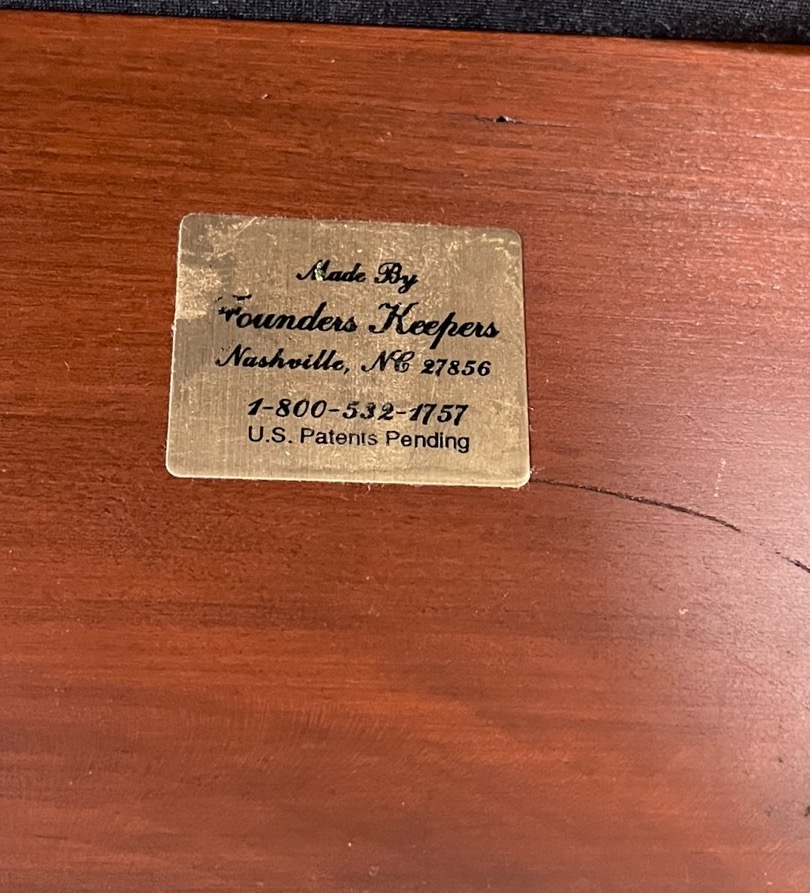 Made By
Founders Keepers
Nashville, NC 27856
1-800-532-1757
U.S. Patents Pending